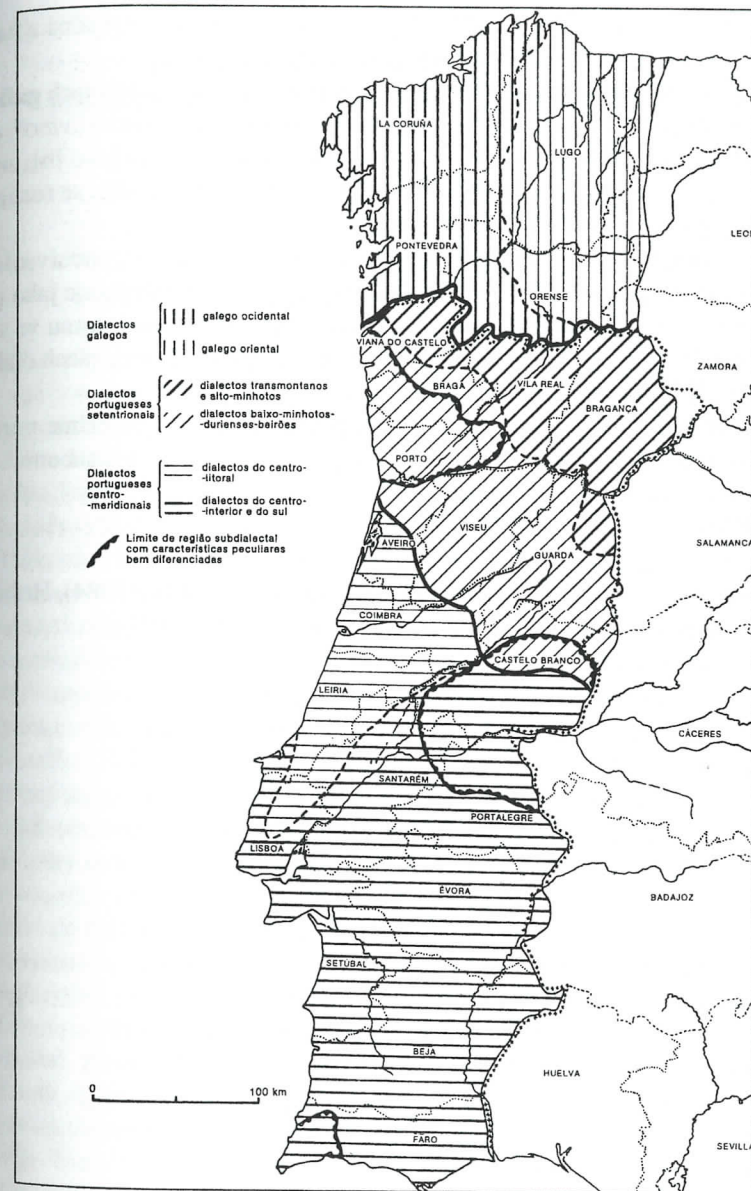 LA CORUÑA
LUGO
LEON
PONTEVEDRA
ORENSE
Dialectos
galegos
galego ocidental
galego oriental
Dialectos
portugueses
setentrionais
dialectos transmontanos
e alto-minhotos
dialectos baixo-minhotos-
-durienses-beirões
Dialectos
portugueses
centro-
-meridionais
dialectos do centro-
-litoral
dialectos do centro-
-interior e do sul
Limite de região subdialectal
com características peculiares
bem diferenciadas
VIANA DO CASTELO
BRAGA
VILA REAL
BRAGANÇA
ZAMORA
PORTO
VISEU
AVEIRO
GUARDA
SALAMANCA
COIMBRA
CASTELO BRANCO
LEIRIA
CÁCERES
SANTARÉM
PORTALEGRE
LISBOA
ÉVORA
BADAJOZ
SETÚBAL
BEJA
HUELVA
0
100 km
FARO
SEVILLA